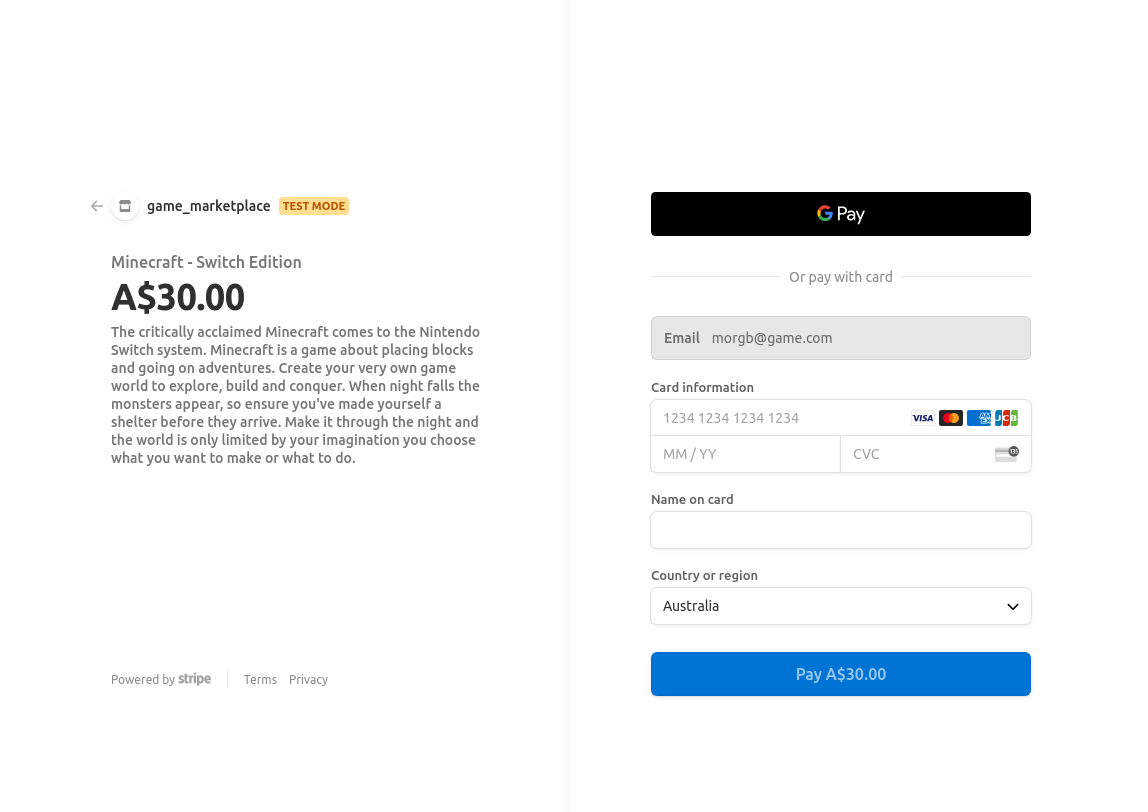 game_marketplace TEST MODE
Minecraft - Switch Edition
A$30.00
The critically acclaimed Minecraft comes to the Nintendo
Switch system. Minecraft is a game about placing blocks
and going on adventures. Create your very own game
world to explore, build and conquer. When night falls the
monsters appear, so ensure you've made yourself a
shelter before they arrive. Make it through the night and
the world is only limited by your imagination you choose
what you want to make or what to do.
Powered by stripe
Terms Privacy
G Pay
Or pay with card
Email morgb@game.com
Card information
1234 1234 1234 1234 VISA AMEX JCB
MM / YY CVC 135
Name on card
Country or region
Australia
Pay A$30.00